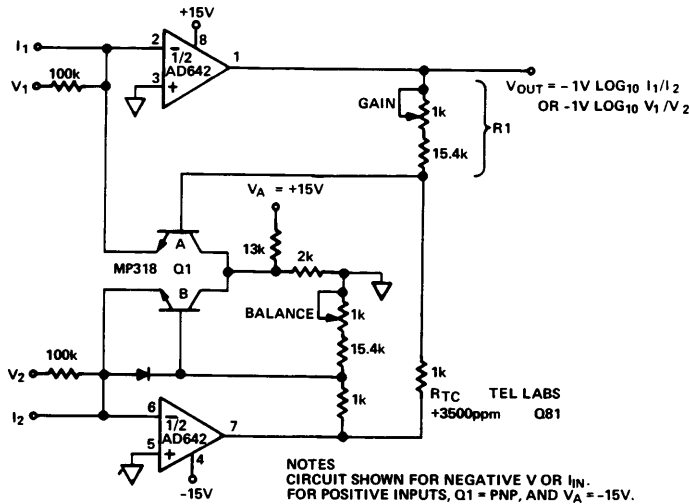 +15V
I1
2
8
1/2
AD642
1
3
+
V1
100k
VOUT = −1V LOG10 I1/I2
OR -1V LOG10 V1/V2
GAIN
1k
15.4k
R1
VA = +15V
A
13k
2k
MP318
Q1
B
BALANCE
1k
15.4k
1k
1k
RTC
TEL LABS
+3500ppm
Q81
V2
100k
I2
6
1/2
AD642
7
5
+
4
-15V
NOTES
CIRCUIT SHOWN FOR NEGATIVE V OR IIN.
FOR POSITIVE INPUTS, Q1 = PNP, AND VA = -15V.